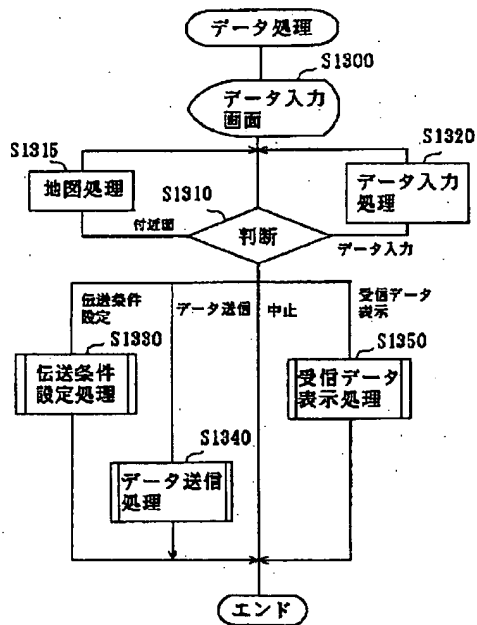 データ処理
S1300
データ入力
画面
S1315
S1320
地図処理
S1310
データ入力
処理
付近図
判断
データ入力
伝送条件
設定
データ送信
中止
受信データ
表示
S1330
S1350
伝送条件
設定処理
受信データ
表示処理
S1340
データ送信
処理
エンド